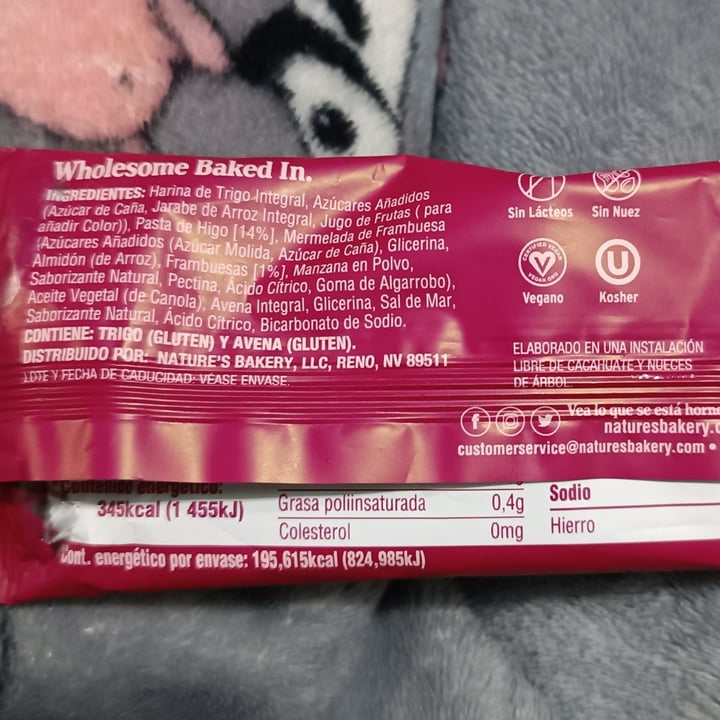 Wholesome Baked In.
INGREDIENTES: Harina de Trigo Integral, Azúcares Añadidos
(Azúcar de Caña, Jarabe de Arroz Integral, Jugo de Frutas ( para
añadir Color)), Pasta de Higo [14%], Mermelada de Frambuesa
(Azúcares Añadidos (Azúcar Molida, Azúcar de Caña), Glicerina,
Almidón (de Arroz), Frambuesas [1%], Manzana en Polvo,
Saborizante Natural, Pectina, Ácido Cítrico, Goma de Algarrobo),
Aceite Vegetal (de Canola), Avena Integral, Glicerina, Sal de Mar,
Saborizante Natural, Ácido Cítrico, Bicarbonato de Sodio.
CONTIENE: TRIGO (GLUTEN) Y AVENA (GLUTEN).
DISTRIBUIDO POR: NATURE'S BAKERY, LLC, RENO, NV 89511
LOTE Y FECHA DE CADUCIDAD: VÉASE ENVASE.
Sin Lácteos Sin Nuez
CERTIFIED VEGAN
VEGAN.ORG
U
Vegano Kosher
ELABORADO EN UNA INSTALACIÓN
LIBRE DE CACAHUATE Y NUECES
DE ÁRBOL.
Vea lo que se está horn
naturesbakery.c
customerservice@naturesbakery.com •
Contenido energético:
345kcal (1 455kJ)
Grasa poliinsaturada 0,4g
Colesterol 0mg
Sodio
Hierro
Cont. energético por envase: 195,615kcal (824,985kJ)